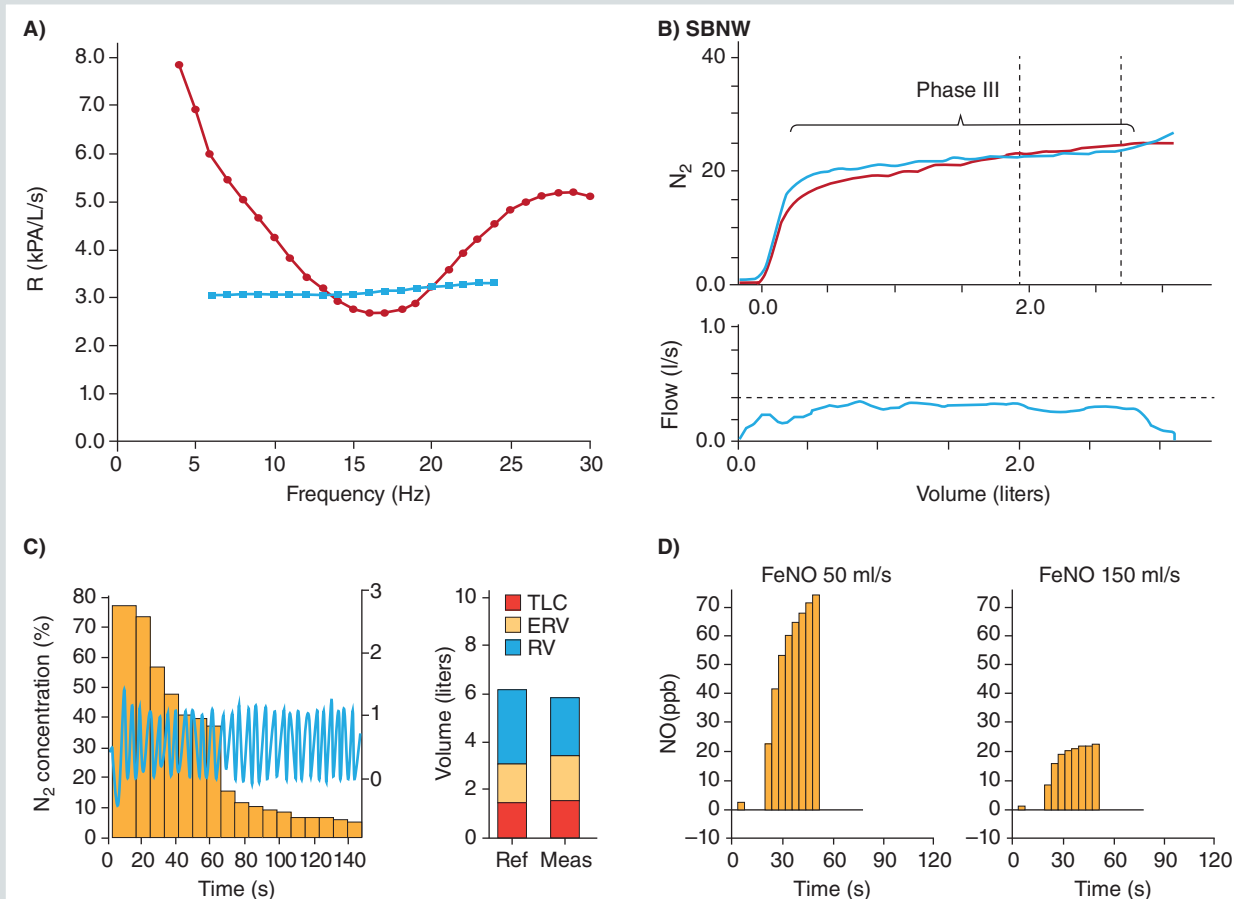 A)
8.0
7.0
6.0
5.0
4.0
3.0
2.0
1.0
0.0
R (kPA/L/s)
0 5 10 15 20 25 30
Frequency (Hz)
B) SBNW
40
20
0.0
N2
Phase III
0.0 2.0
1.0
0.0
Flow (l/s)
0.0 2.0
Volume (liters)
C)
80
70
60
50
40
30
20
10
0
N2 concentration (%)
3
2
1
0
0 20 40 60 80 100 120 140
Time (s)
10
8
6
4
2
0
Volume (liters)
TLC
ERV
RV
Ref Meas
D)
FeNO 50 ml/s
70
60
50
40
30
20
10
0
−10
NO(ppb)
0 30 60 90 120
Time (s)
FeNO 150 ml/s
70
60
50
40
30
20
10
0
−10
0 30 60 90 120
Time (s)